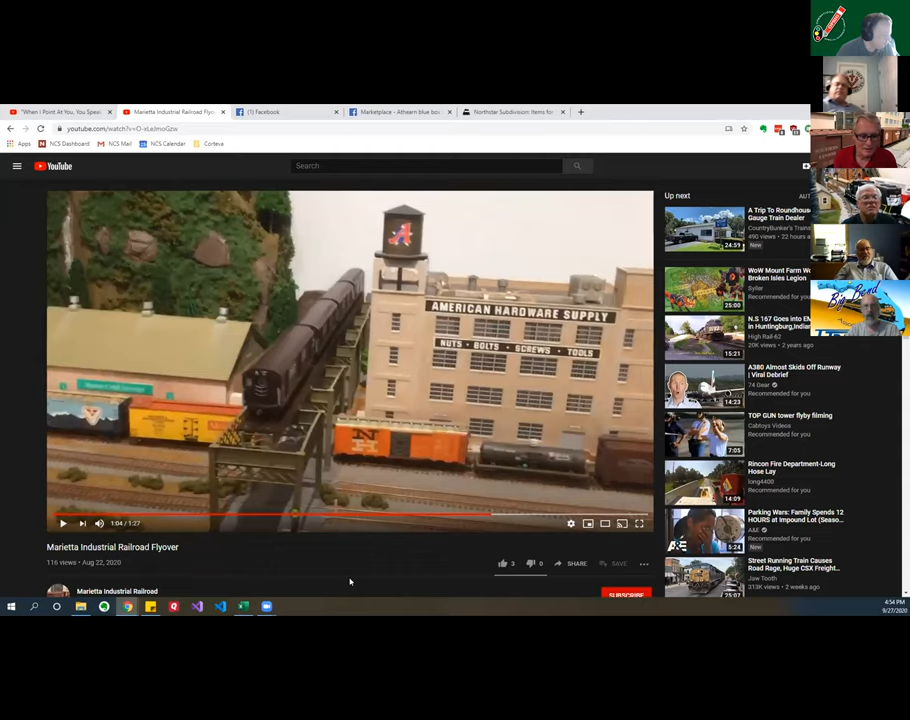 "When I Point At You, You Spea
Marietta Industrial Railroad Flyov
(1) Facebook
Marketplace - Athearn blue box
Northstar Subdivision: Items for
youtube.com/watch?v=O-xLeJmoGzw
Apps
NCS Dashboard
NCS Mail
NCS Calendar
Corteva
YouTube
Search
AMERICAN HARDWARE SUPPLY
NUTS • BOLTS • SCREWS • TOOLS
A
1:04 / 1:27
Marietta Industrial Railroad Flyover
116 views • Aug 22, 2020
3
0
SHARE
SAVE
Marietta Industrial Railroad
SUBSCRIBE
Up next
AUT
A Trip To Roundhous
Gauge Train Dealer
CountryBunker's Trains
490 views • 22 hours a
New
24:59
WoW Mount Farm W
Broken Isles Legion
Syiler
Recommended for you
25:00
N.S 167 Goes into EM
in Huntingburg,Indian
High Rail-62
20K views • 2 years ago
15:21
A380 Almost Skids Off Runway
| Viral Debrief
74 Gear
Recommended for you
14:23
TOP GUN tower flyby filming
Cabtoys Videos
Recommended for you
7:05
Rincon Fire Department-Long
Hose Lay
long4400
Recommended for you
14:09
Parking Wars: Family Spends 12
HOURS at Impound Lot (Seaso...
A&E
Recommended for you
New
5:24
Street Running Train Causes
Road Rage, Huge CSX Freight...
Jaw Tooth
313K views • 2 weeks ago
25:07
Big Bend
4:54 PM
9/27/2020